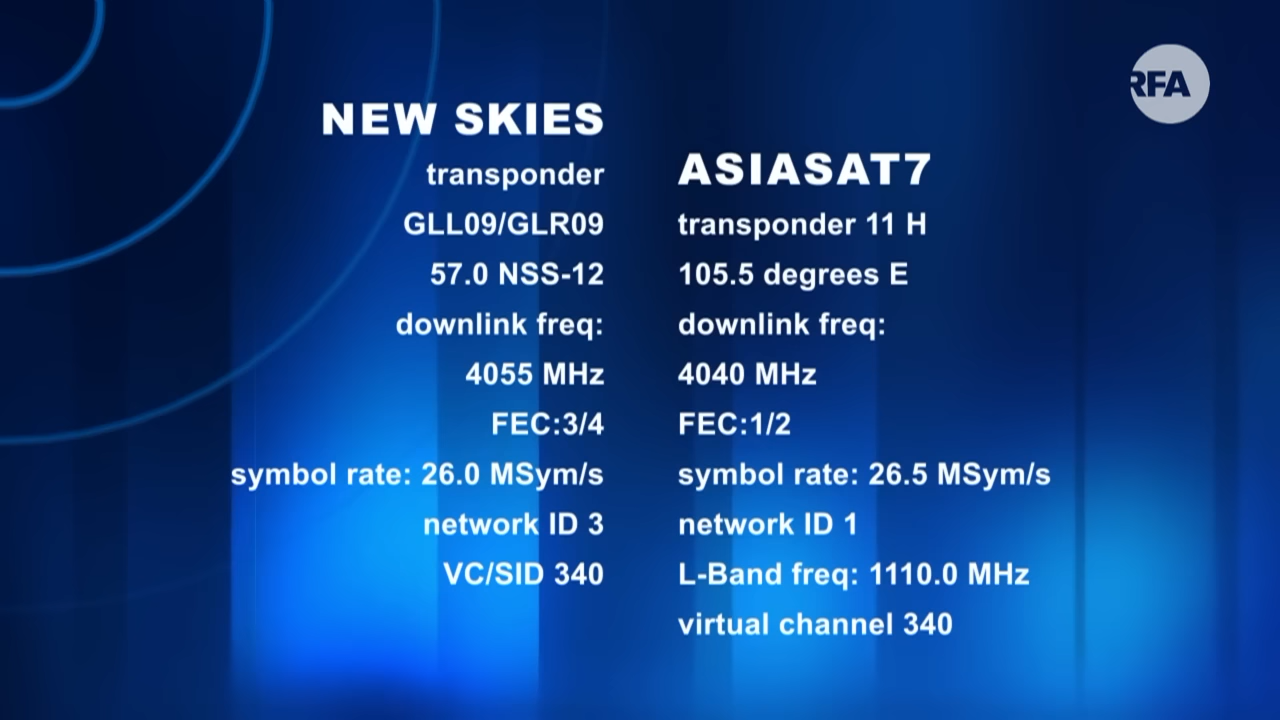 RFA
NEW SKIES
transponder
GLL09/GLR09
57.0 NSS-12
downlink freq:
4055 MHz
FEC:3/4
symbol rate: 26.0 MSym/s
network ID 3
VC/SID 340
ASIASAT7
transponder 11 H
105.5 degrees E
downlink freq:
4040 MHz
FEC:1/2
symbol rate: 26.5 MSym/s
network ID 1
L-Band freq: 1110.0 MHz
virtual channel 340